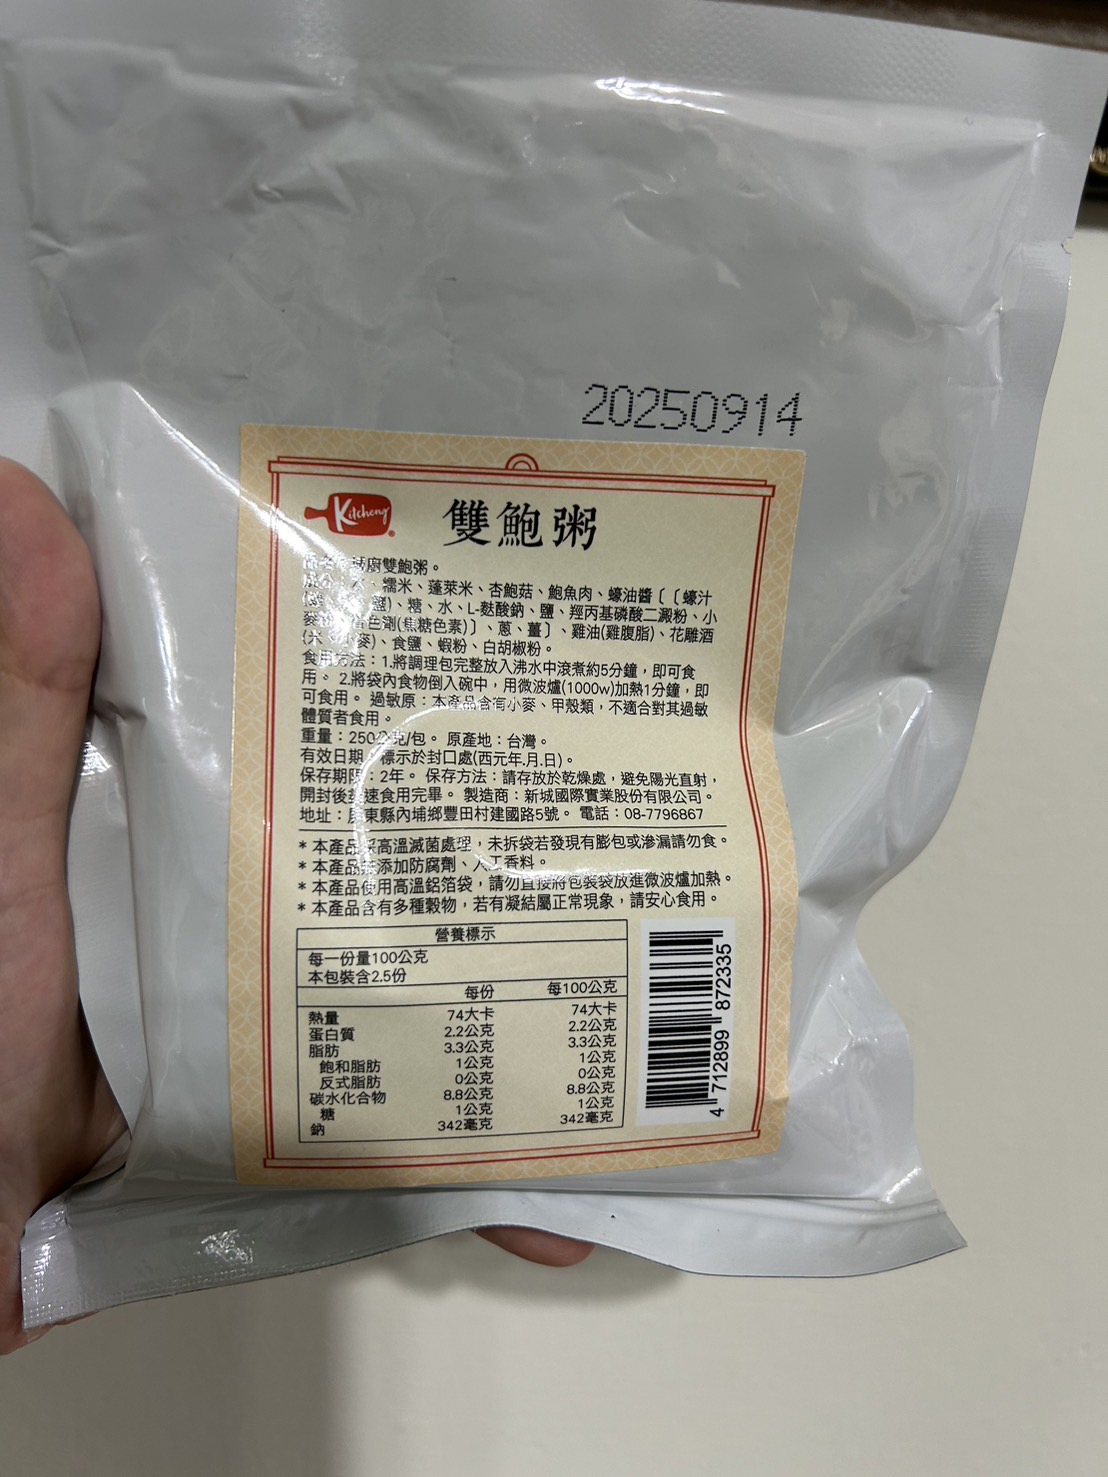 20250914
Kitcheng
雙鮑粥
廚雙鮑粥。
、糯米、蓬萊米、杏鮑菇、鮑魚肉、蠔油醬〔〔蠔汁
鹽)、糖、水、L-麩酸鈉、鹽、羥丙基磷酸二澱粉、小
色劑(焦糖色素)〕、蔥、薑〕、雞油(雞腹脂)、花雕酒
麥)、食鹽、蝦粉、白胡椒粉。
食用方法:1.將調理包完整放入沸水中滾煮約5分鐘,即可食
用。 2.將袋內食物倒入碗中,用微波爐(1000w)加熱1分鐘,即
可食用。 過敏原:本產品含有小麥、甲殼類,不適合對其過敏
體質者食用。
重量:250公克/包。 原產地:台灣。
有效日期:標示於封口處(西元年.月.日)。
保存期限:2年。 保存方法:請存放於乾燥處,避免陽光直射,
開封後 速食用完畢。 製造商:新城國際實業股份有限公司。
地址:屏東縣內埔鄉豐田村建國路5號。 電話:08-7796867
*本產品採高溫滅菌處理,未拆袋若發現有膨包或滲漏請勿食。
*本產品 添加防腐劑、人工香料。
*本產品使用高溫鋁箔袋,請勿直接將包裝袋放進微波爐加熱。
*本產品含有多種穀物,若有凝結屬正常現象,請安心食用。
營養標示
每一份量100公克
本包裝含2.5份
每份 每100公克
熱量 74大卡 74大卡
蛋白質 2.2公克 2.2公克
脂肪 3.3公克 3.3公克
飽和脂肪 1公克 1公克
反式脂肪 0公克 0公克
碳水化合物 8.8公克 8.8公克
糖 1公克 1公克
鈉 342毫克 342毫克
4 712899 872335